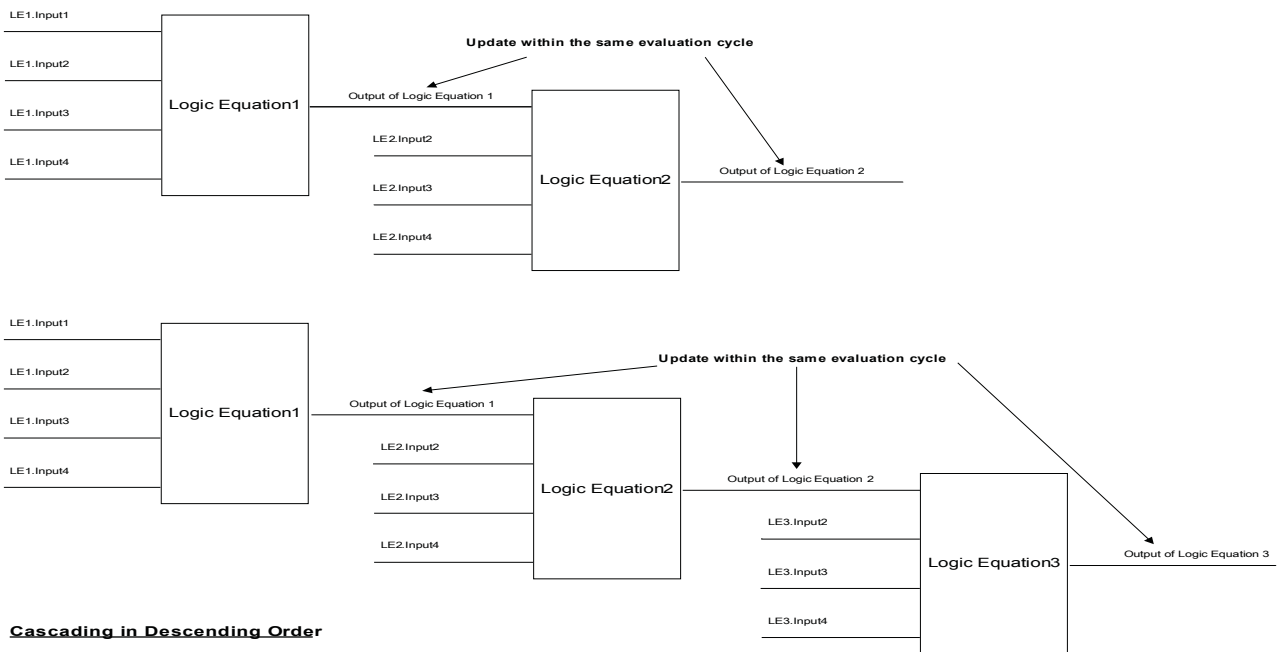 LE1.Input1
Update within the same evaluation cycle
LE1.Input2
Output of Logic Equation 1
Logic Equation1
LE1.Input3
LE2.Input2
LE1.Input4
Output of Logic Equation 2
Logic Equation2
LE2.Input3
LE2.Input4
LE1.Input1
Update within the same evaluation cycle
LE1.Input2
Output of Logic Equation 1
Logic Equation1
LE1.Input3
LE2.Input2
LE1.Input4
Output of Logic Equation 2
Logic Equation2
LE2.Input3
LE3.Input2
LE2.Input4
Output of Logic Equation 3
Logic Equation3
LE3.Input3
LE3.Input4
Cascading in Descending Order